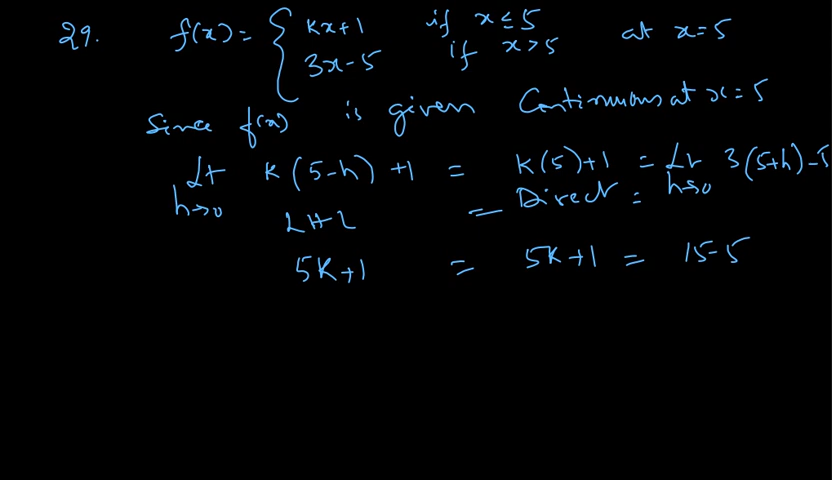 29. f(x) = { kx+1 if x ≤ 5
3x-5 if x > 5 at x=5
Since f(x) is given Continuous at x=5
Lt h→0 k(5-h)+1 = k(5)+1 = Lt h→0 3(5+h)-5
LHL = Direct =
5k+1 = 5k+1 = 15-5